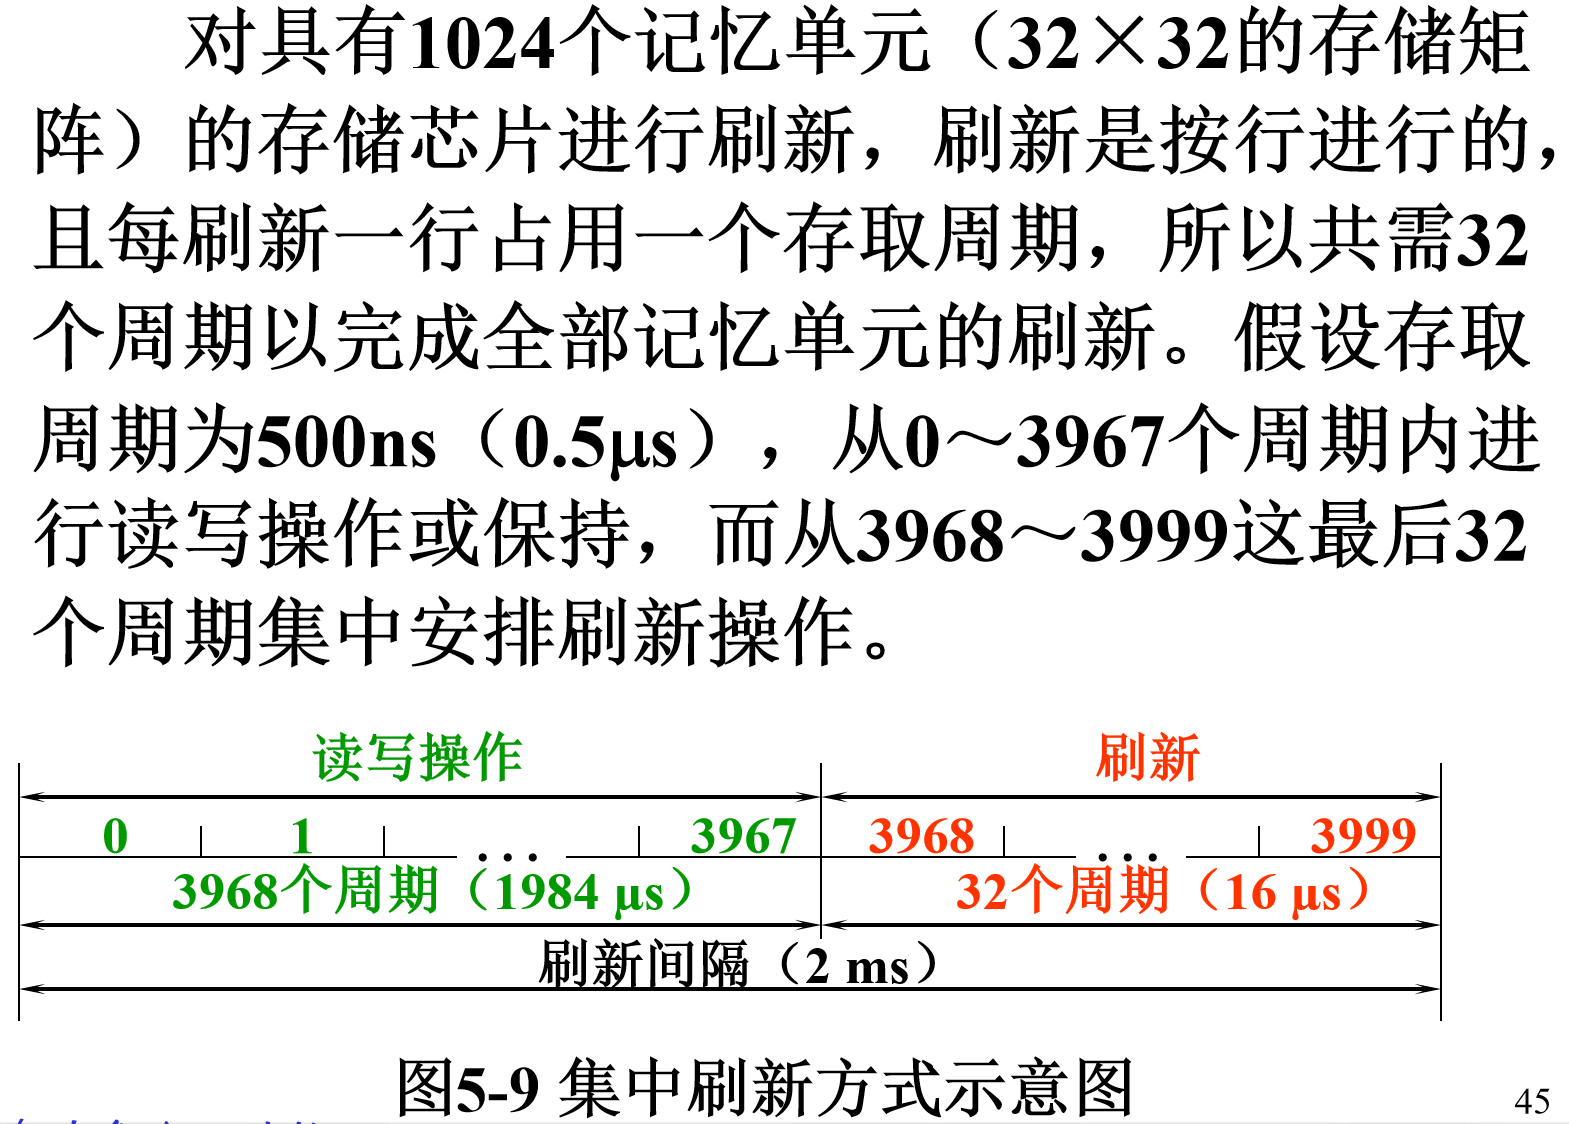 对具有1024个记忆单元（32×32的存储矩
阵）的存储芯片进行刷新，刷新是按行进行的，
且每刷新一行占用一个存取周期，所以共需32
个周期以完成全部记忆单元的刷新。假设存取
周期为500ns（0.5μs），从0～3967个周期内进
行读写操作或保持，而从3968～3999这最后32
个周期集中安排刷新操作。
读写操作 刷新
0 1 … 3967 3968 … 3999
3968个周期（1984 μs） 32个周期（16 μs）
刷新间隔（2 ms）
图5-9 集中刷新方式示意图
45